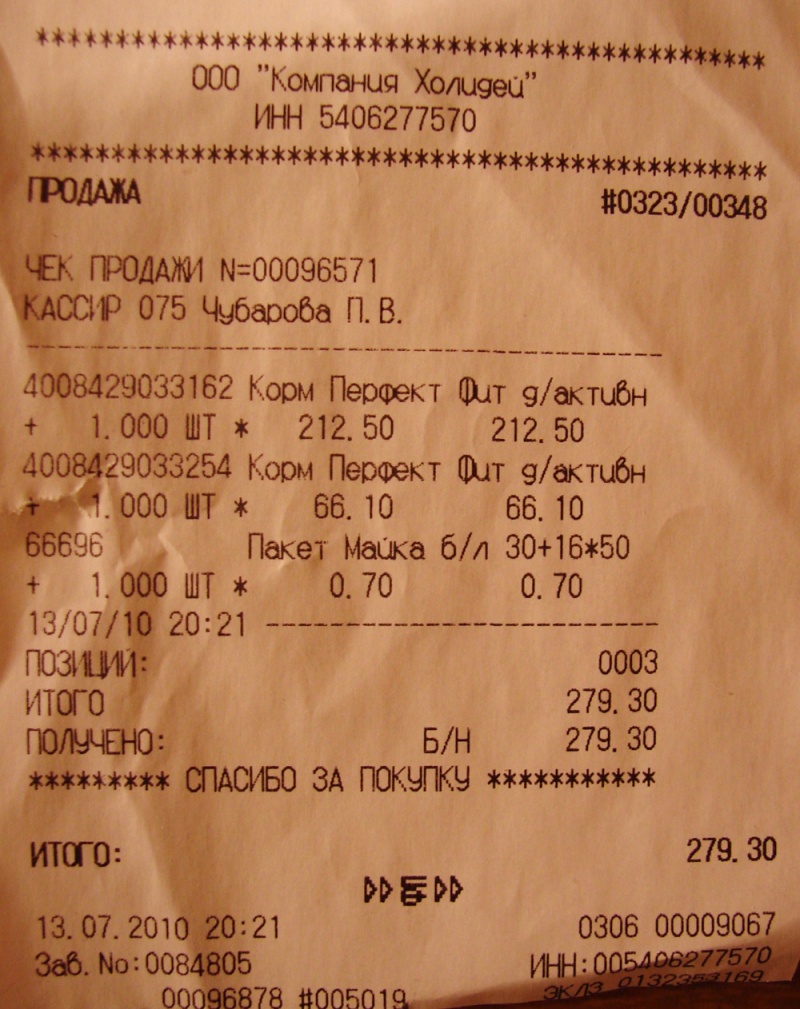 **********************************************
ООО "Компания Холидей"
ИНН 5406277570
**********************************************
ПРОДАЖА #0323/00348
ЧЕК ПРОДАЖИ N=00096571
КАССИР 075 Чубарова П. В.
------------------------------------------------
4008429033162 Корм Перфект Фит д/активн
+ 1.000 ШТ * 212.50 212.50
4008429033254 Корм Перфект Фит д/активн
+ 1.000 ШТ * 66.10 66.10
66696 Пакет Майка б/л 30+16*50
+ 1.000 ШТ * 0.70 0.70
13/07/10 20:21 -------------------------
ПОЗИЦИЙ: 0003
ИТОГО 279.30
ПОЛУЧЕНО: Б/Н 279.30
********* СПАСИБО ЗА ПОКУПКУ ***********
ИТОГО: 279.30
13.07.2010 20:21 0306 00009067
Зав. No:0084805 ИНН:005406277570
ЭКЛЗ 0132353169
00096878 #005019